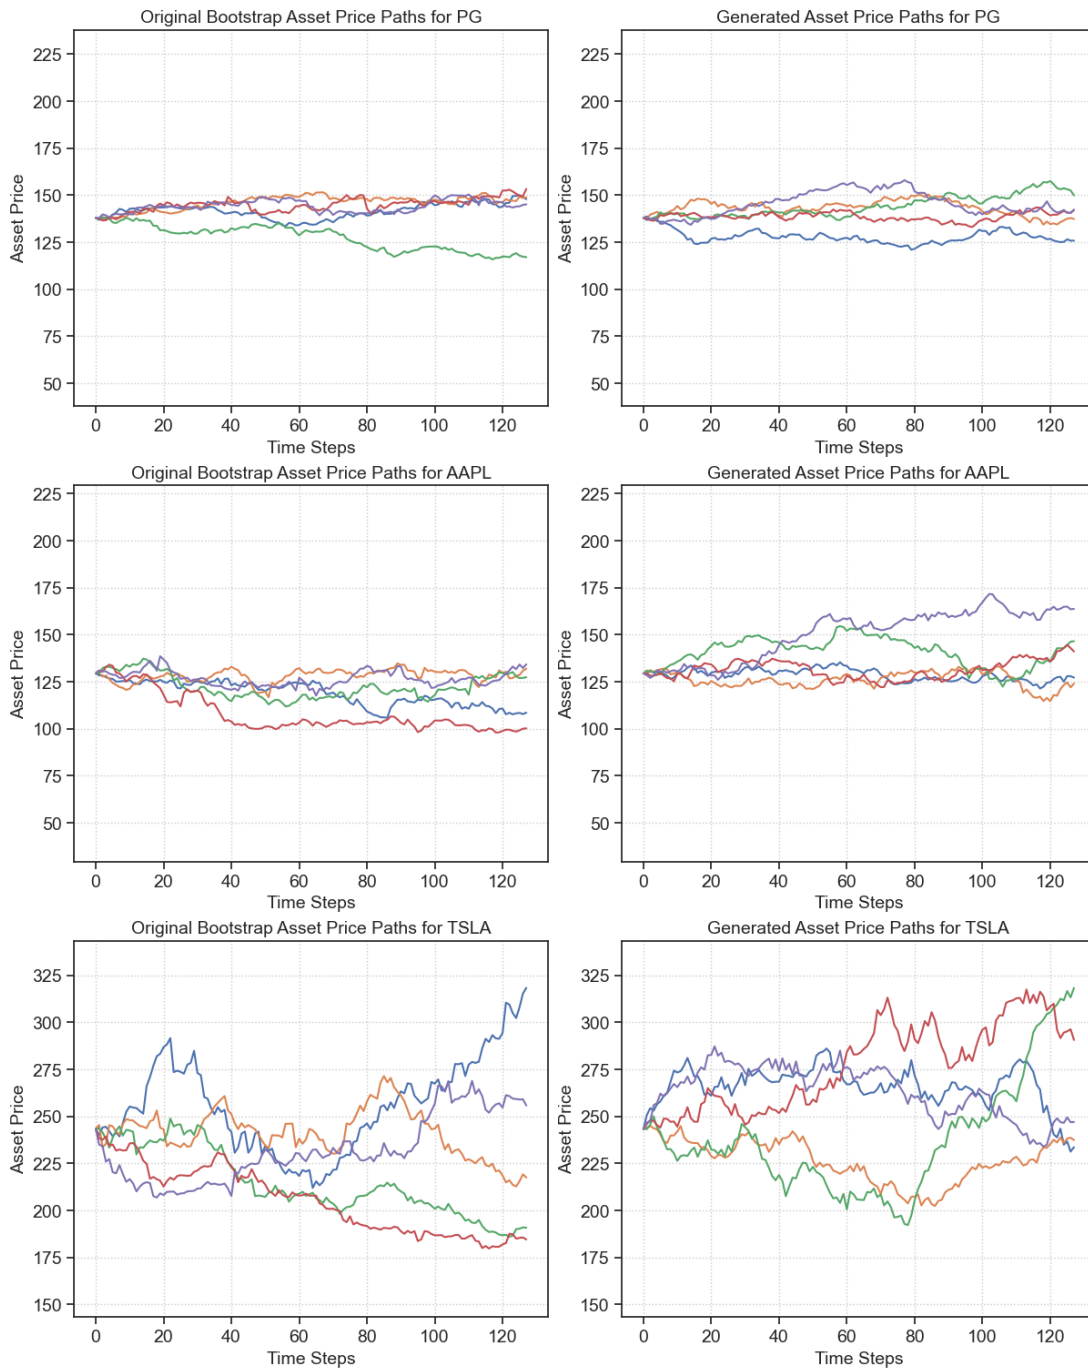 Original Bootstrap Asset Price Paths for PG
Asset Price
225
200
175
150
125
100
75
50
0 20 40 60 80 100 120
Time Steps
Generated Asset Price Paths for PG
Asset Price
225
200
175
150
125
100
75
50
0 20 40 60 80 100 120
Time Steps
Original Bootstrap Asset Price Paths for AAPL
Asset Price
225
200
175
150
125
100
75
50
0 20 40 60 80 100 120
Time Steps
Generated Asset Price Paths for AAPL
Asset Price
225
200
175
150
125
100
75
50
0 20 40 60 80 100 120
Time Steps
Original Bootstrap Asset Price Paths for TSLA
Asset Price
325
300
275
250
225
200
175
150
0 20 40 60 80 100 120
Time Steps
Generated Asset Price Paths for TSLA
Asset Price
325
300
275
250
225
200
175
150
0 20 40 60 80 100 120
Time Steps